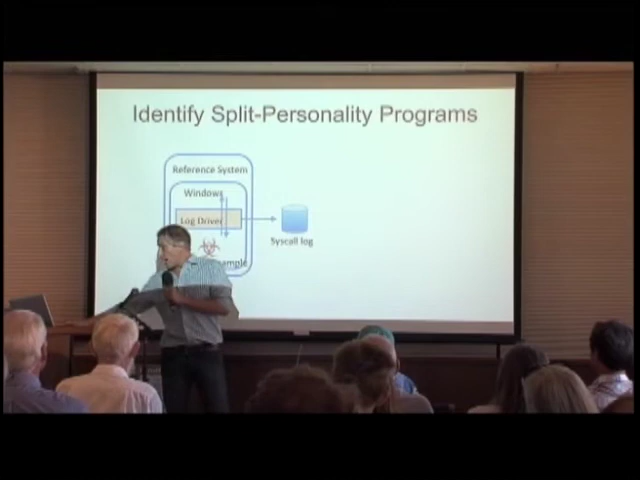 Identify Split-Personality Programs
Reference System
Windows
Log Driver
Syscall log